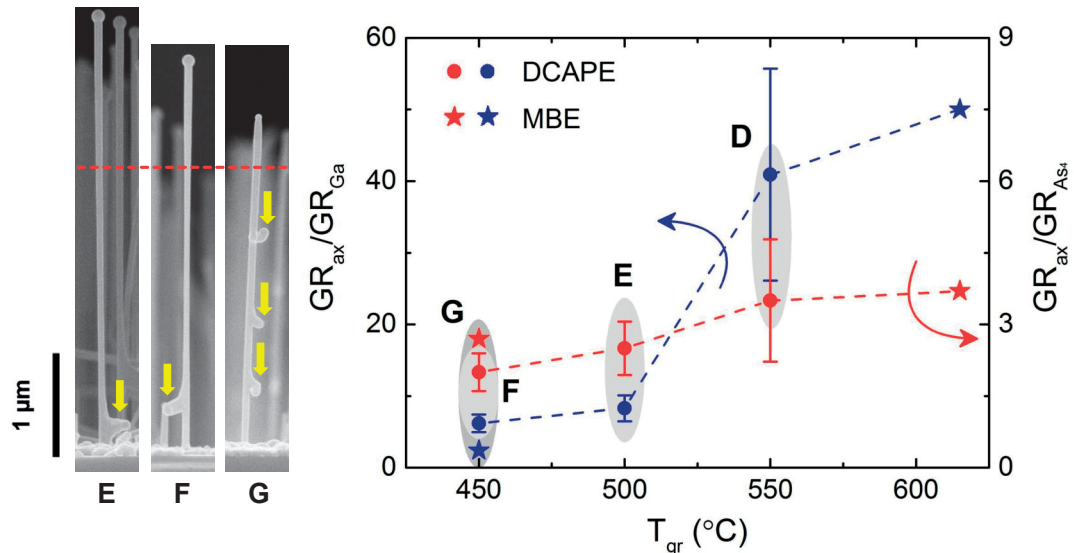 1 µm
E
F
G
GR_ax/GR_Ga
60
40
20
0
DCAPE
MBE
D
E
G
F
9
6
3
0
GR_ax/GR_As₄
450
500
550
600
T_gr (°C)